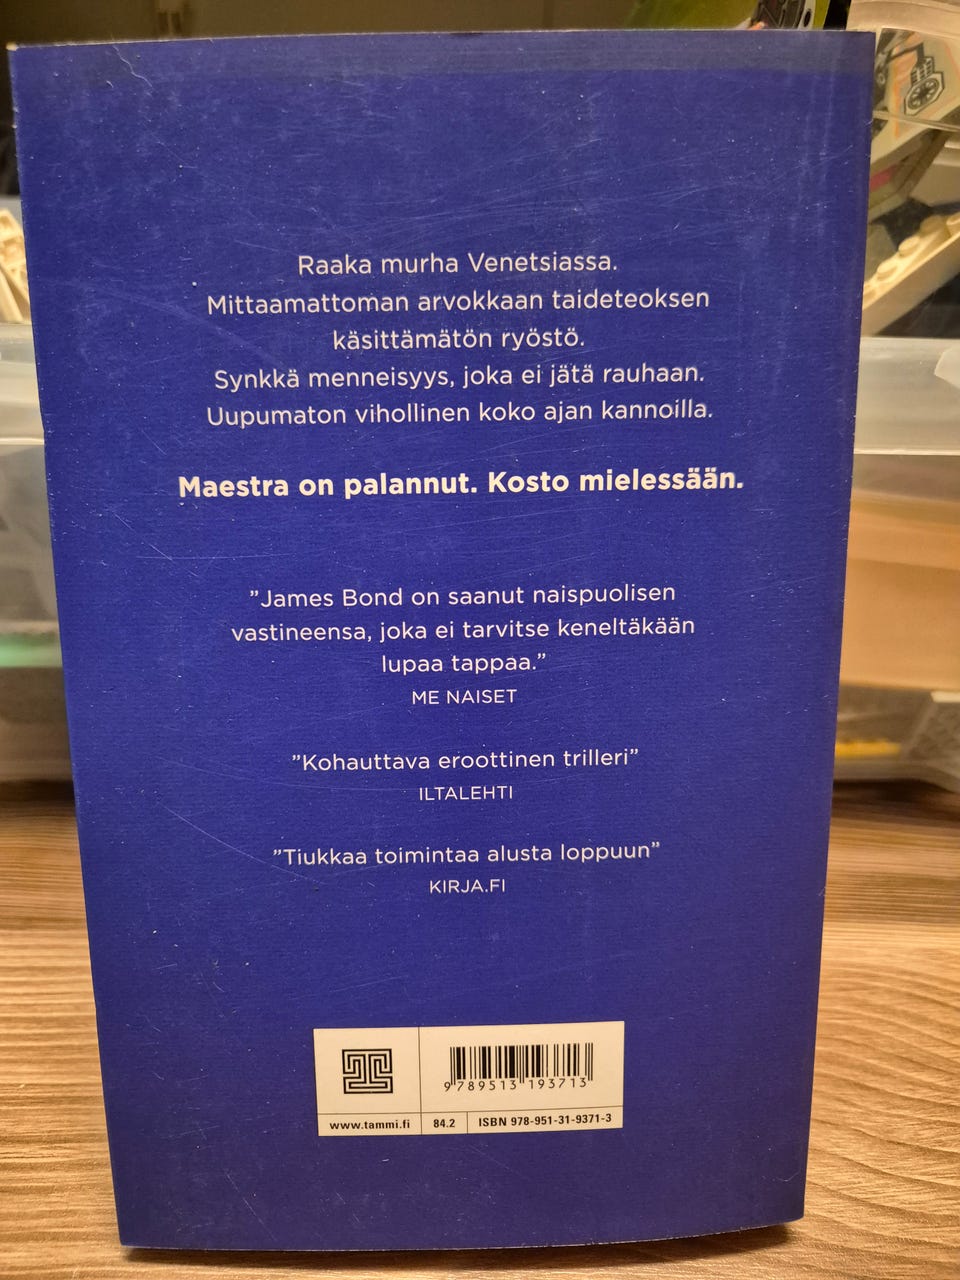 Raaka murha Venetsiassa.
Mittaamattoman arvokkaan taideteoksen
käsittämätön ryöstö.
Synkkä menneisyys, joka ei jätä rauhaan.
Uupumaton vihollinen koko ajan kannoilla.
Maestra on palannut. Kosto mielessään.
”James Bond on saanut naispuolisen
vastineensa, joka ei tarvitse keneltäkään
lupaa tappaa.”
ME NAISET
”Kohauttava eroottinen trilleri”
ILTALEHTI
”Tiukkaa toimintaa alusta loppuun”
KIRJA.FI
9 789513 193713
www.tammi.fi 84.2 ISBN 978-951-31-9371-3